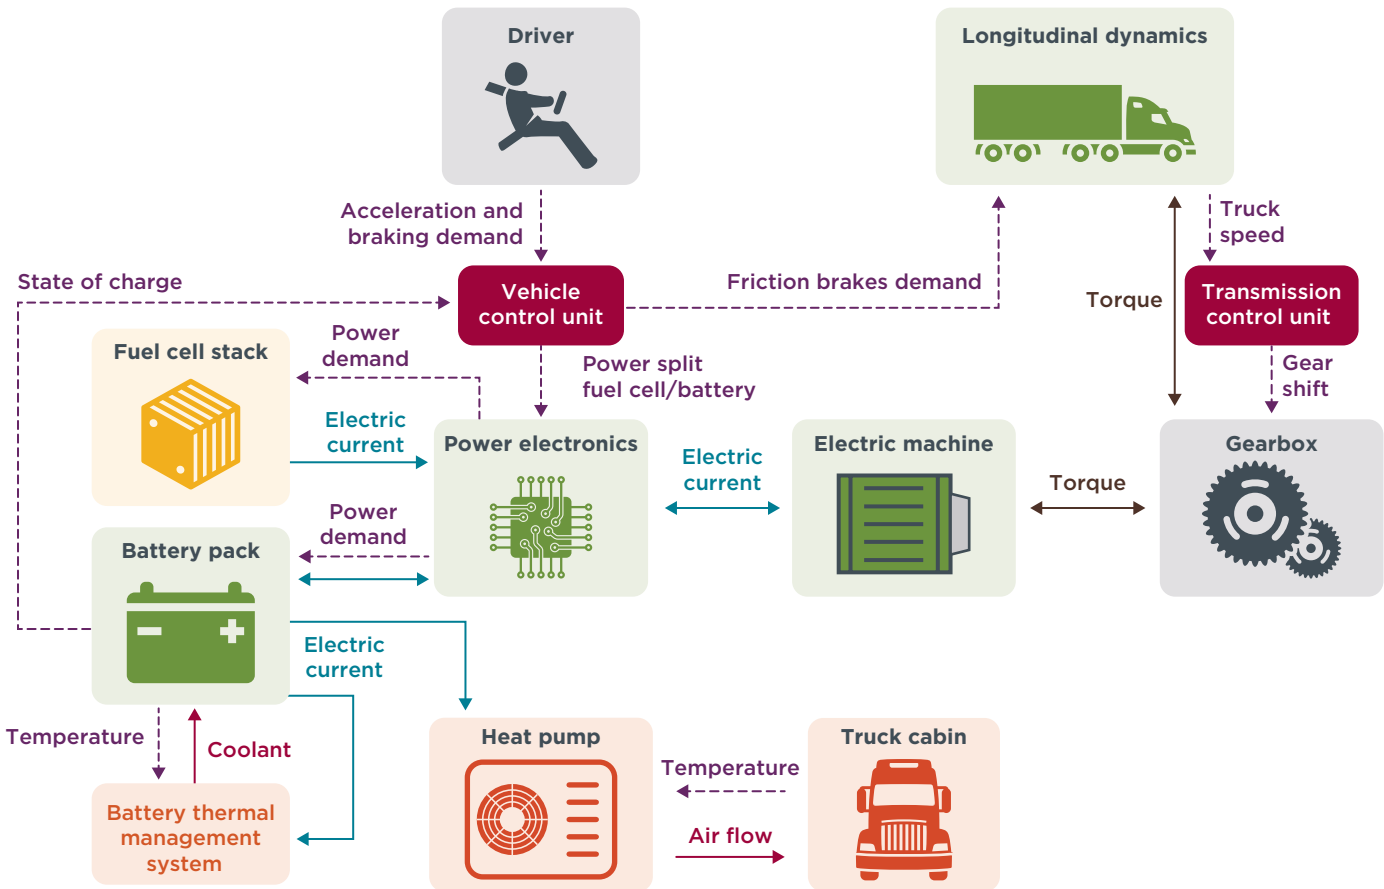 Driver
Longitudinal dynamics
Acceleration and
braking demand
Truck
speed
State of charge
Vehicle
control unit
Friction brakes demand
Torque
Transmission
control unit
Fuel cell stack
Power
demand
Power split
fuel cell/battery
Gear
shift
Electric
current
Power electronics
Electric
current
Electric machine
Torque
Gearbox
Battery pack
Power
demand
Electric
current
Temperature
Coolant
Heat pump
Temperature
Air flow
Truck cabin
Battery thermal
management
system